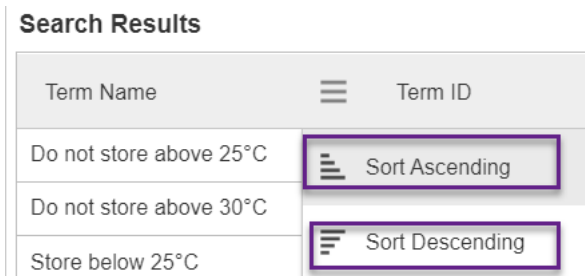 Search Results
Term Name
Term ID
Do not store above 25°C
Sort Ascending
Do not store above 30°C
Sort Descending
Store below 25°C